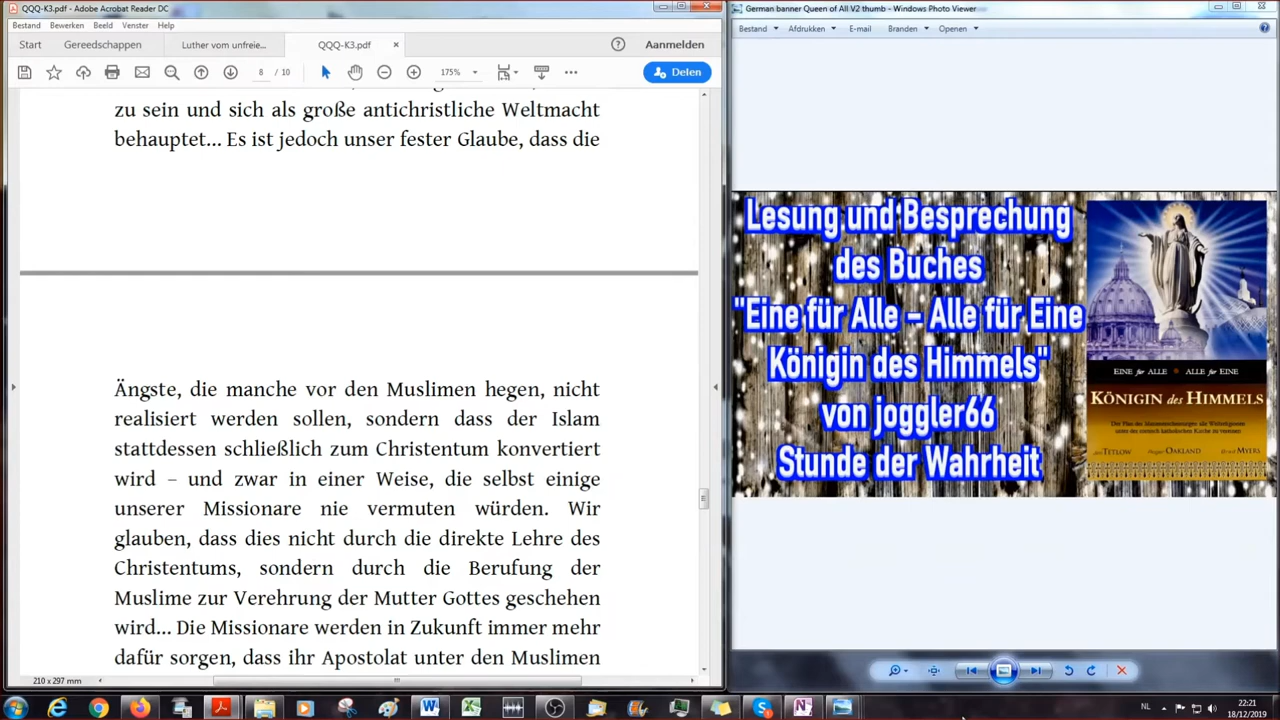 QQQ-K3.pdf - Adobe Acrobat Reader DC
Bestand Bewerken Beeld Venster Help
Start Gereedschappen Luther vom unfreie... QQQ-K3.pdf × Aanmelden
8 / 10 175% Delen
zu sein und sich als große antichristliche Weltmacht
behauptet... Es ist jedoch unser fester Glaube, dass die
Ängste, die manche vor den Muslimen hegen, nicht
realisiert werden sollen, sondern dass der Islam
stattdessen schließlich zum Christentum konvertiert
wird – und zwar in einer Weise, die selbst einige
unserer Missionare nie vermuten würden. Wir
glauben, dass dies nicht durch die direkte Lehre des
Christentums, sondern durch die Berufung der
Muslime zur Verehrung der Mutter Gottes geschehen
wird... Die Missionare werden in Zukunft immer mehr
dafür sorgen, dass ihr Apostolat unter den Muslimen
210 x 297 mm
German banner Queen of All V2 thumb - Windows Photo Viewer
Bestand Afdrukken E-mail Branden Openen
Lesung und Besprechung
des Buches
"Eine für Alle – Alle für Eine
Königin des Himmels"
von joggler66
Stunde der Wahrheit
EINE für ALLE • ALLE für EINE
KÖNIGIN des HIMMELS
TETLOW Roger OAKLAND Brad MYERS
NL
22:21
18/12/2019